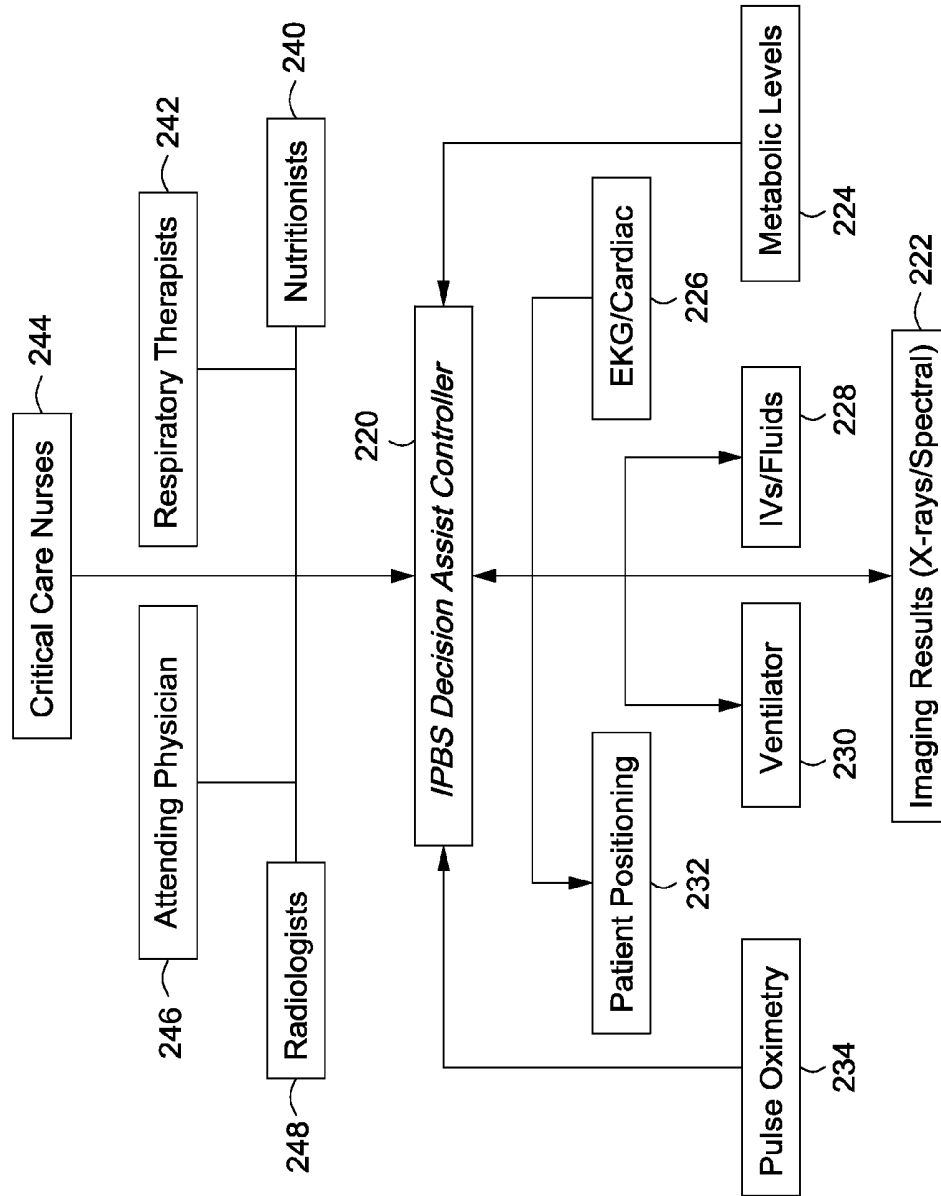 Critical Care Nurses
244
Attending Physician
246
Respiratory Therapists
242
Radiologists
248
Nutritionists
240
IPBS Decision Assist Controller
220
Patient Positioning
232
EKG/Cardiac
226
Pulse Oximetry
234
Ventilator
230
IVs/Fluids
228
Metabolic Levels
224
Imaging Results (X-rays/Spectral)
222